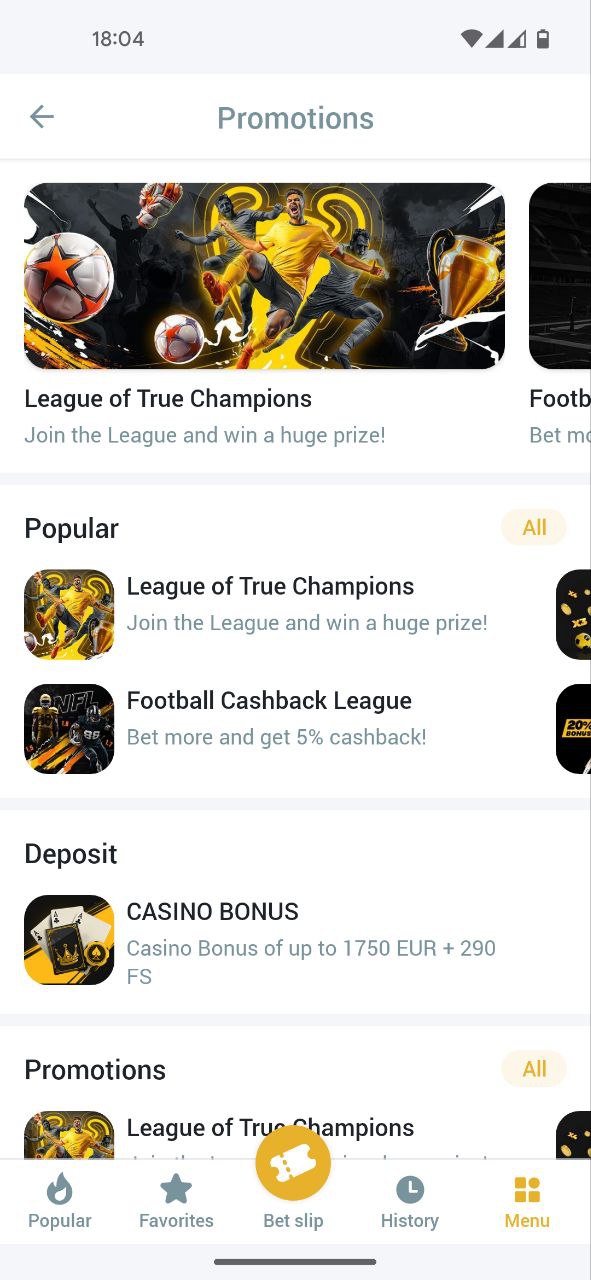 18:04
Promotions
League of True Champions
Join the League and win a huge prize!
Footb
Bet mo
Popular
All
League of True Champions
Join the League and win a huge prize!
X3
NFL
88
Football Cashback League
Bet more and get 5% cashback!
20%
BONUS
Deposit
CASINO BONUS
Casino Bonus of up to 1750 EUR + 290
FS
Promotions
All
League of True Champions
Popular
Favorites
Bet slip
History
Menu